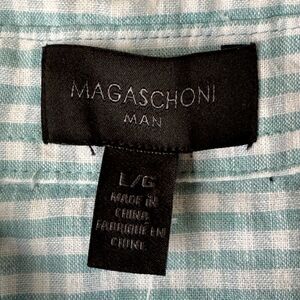 MAGASCHONI
MAN
L/G
MADE IN
CHINA
FABRIQUE EN
CHINE